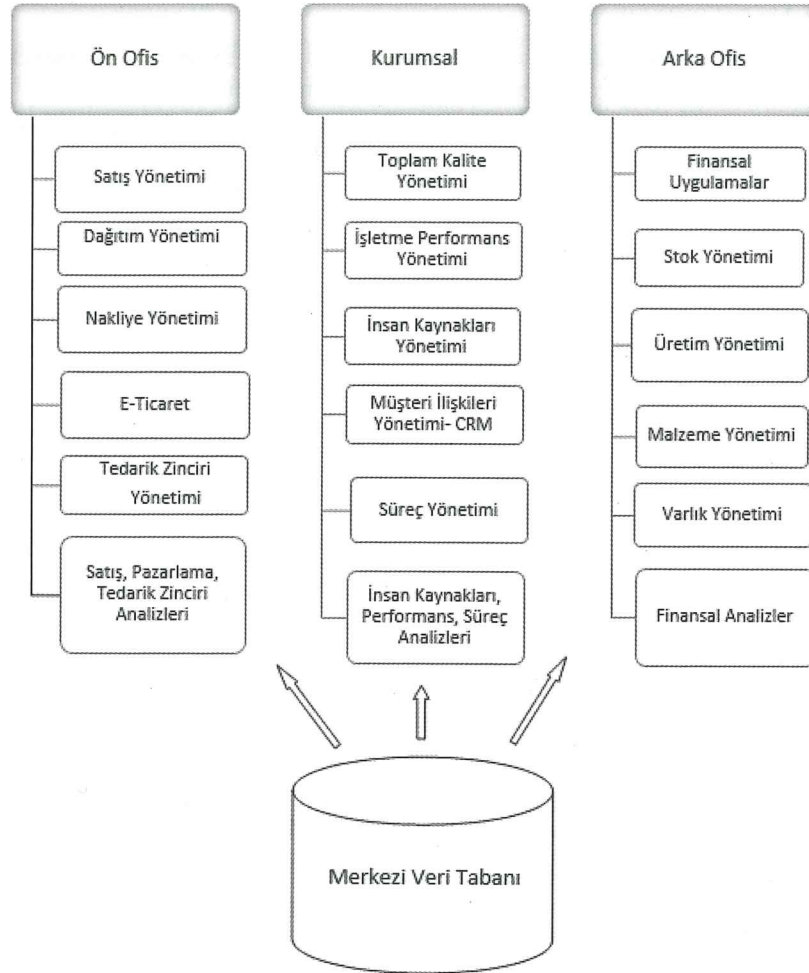 Ön Ofis
Satış Yönetimi
Dağıtım Yönetimi
Nakliye Yönetimi
E-Ticaret
Tedarik Zinciri
Yönetimi
Satış, Pazarlama,
Tedarik Zinciri
Analizleri
Kurumsal
Toplam Kalite
Yönetimi
İşletme Performans
Yönetimi
İnsan Kaynakları
Yönetimi
Müşteri İlişkileri
Yönetimi- CRM
Süreç Yönetimi
İnsan Kaynakları,
Performans, Süreç
Analizleri
Arka Ofis
Finansal
Uygulamalar
Stok Yönetimi
Üretim Yönetimi
Malzeme Yönetimi
Varlık Yönetimi
Finansal Analizler
Merkezi Veri Tabanı